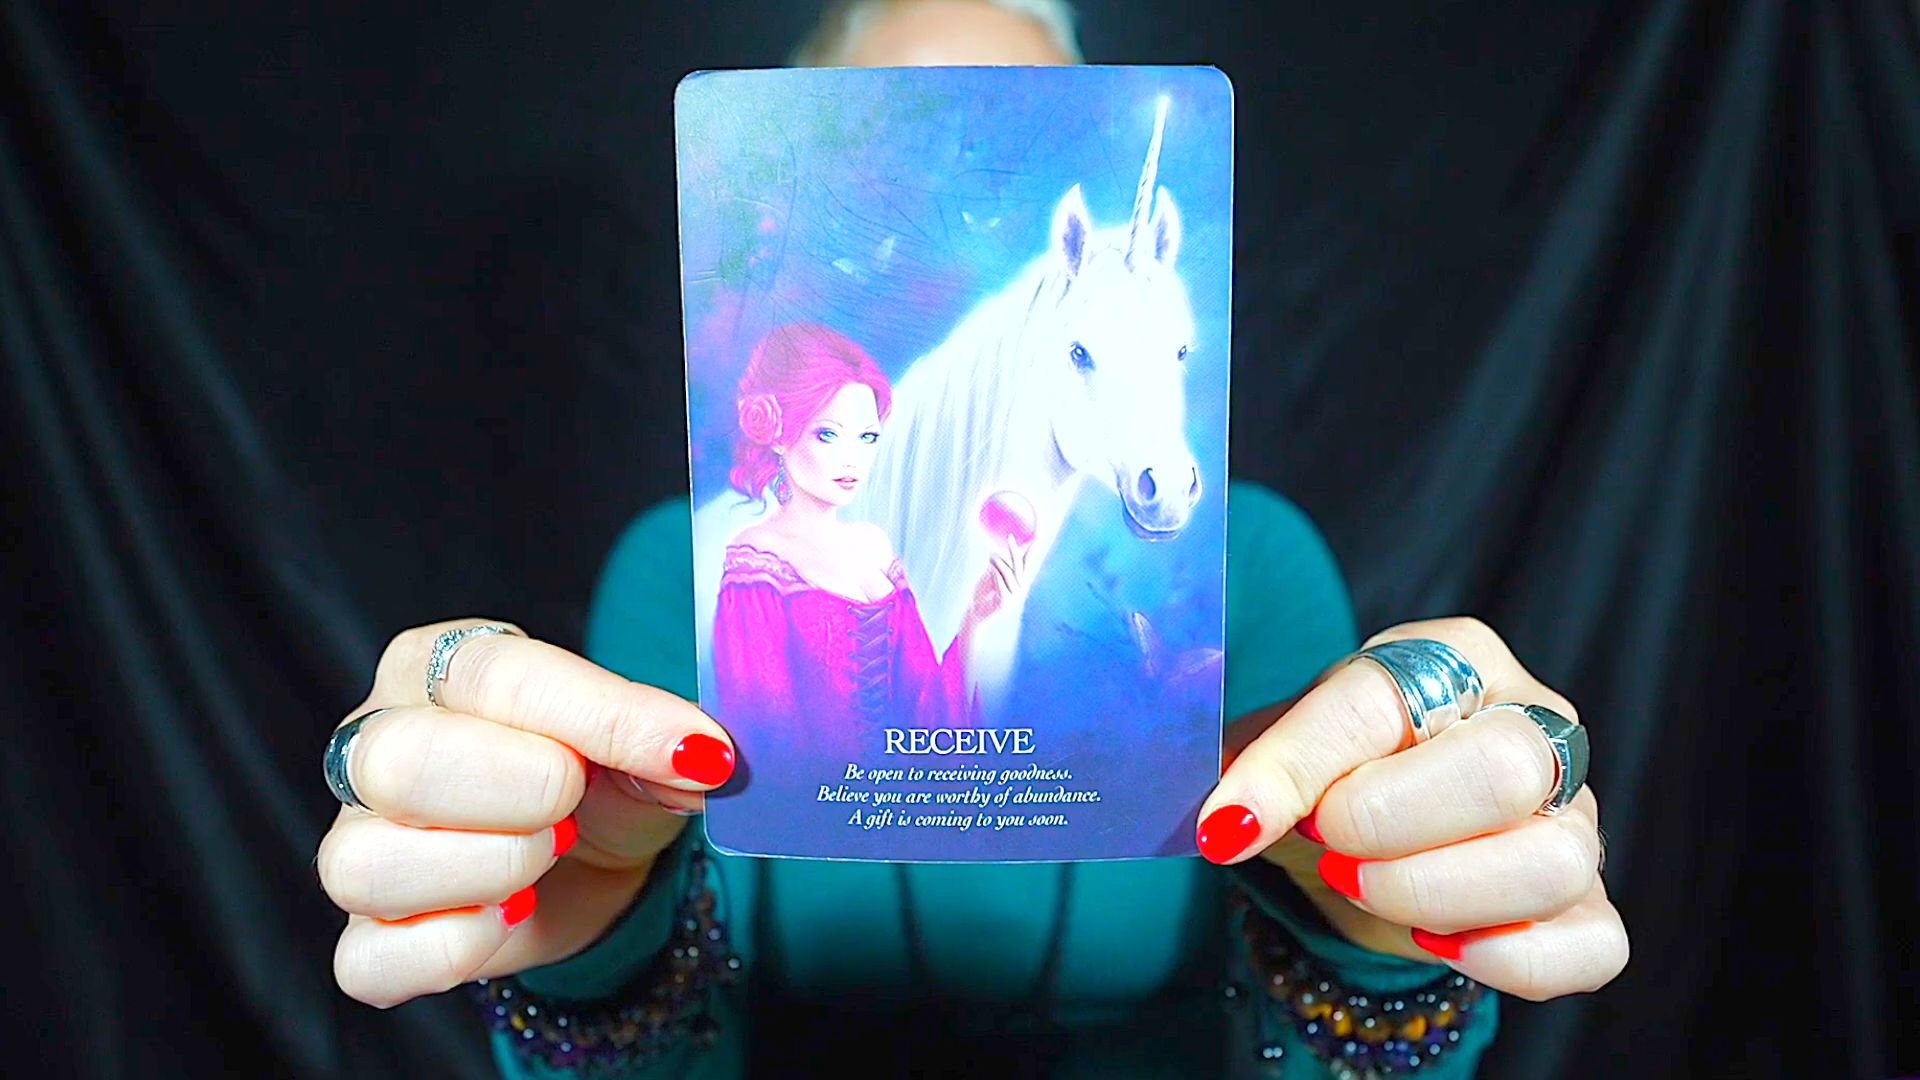 RECEIVE
Be open to receiving goodness.
Believe you are worthy of abundance.
A gift is coming to you soon.